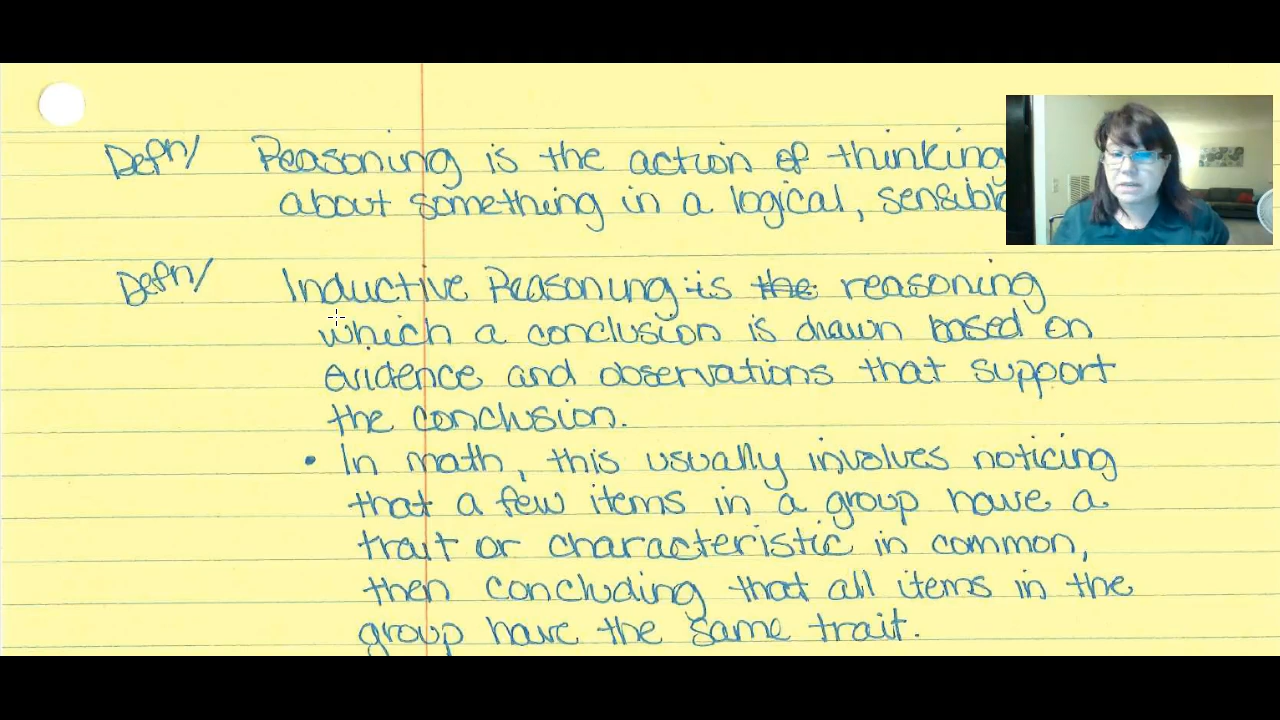 Defn/ Reasoning is the action of thinking
about something in a logical, sensible
Defn/ Inductive Reasoning is the reasoning
which a conclusion is drawn based on
evidence and observations that support
the conclusion.
• In math, this usually involves noticing
that a few items in a group have a
trait or characteristic in common,
then concluding that all items in the
group have the same trait.